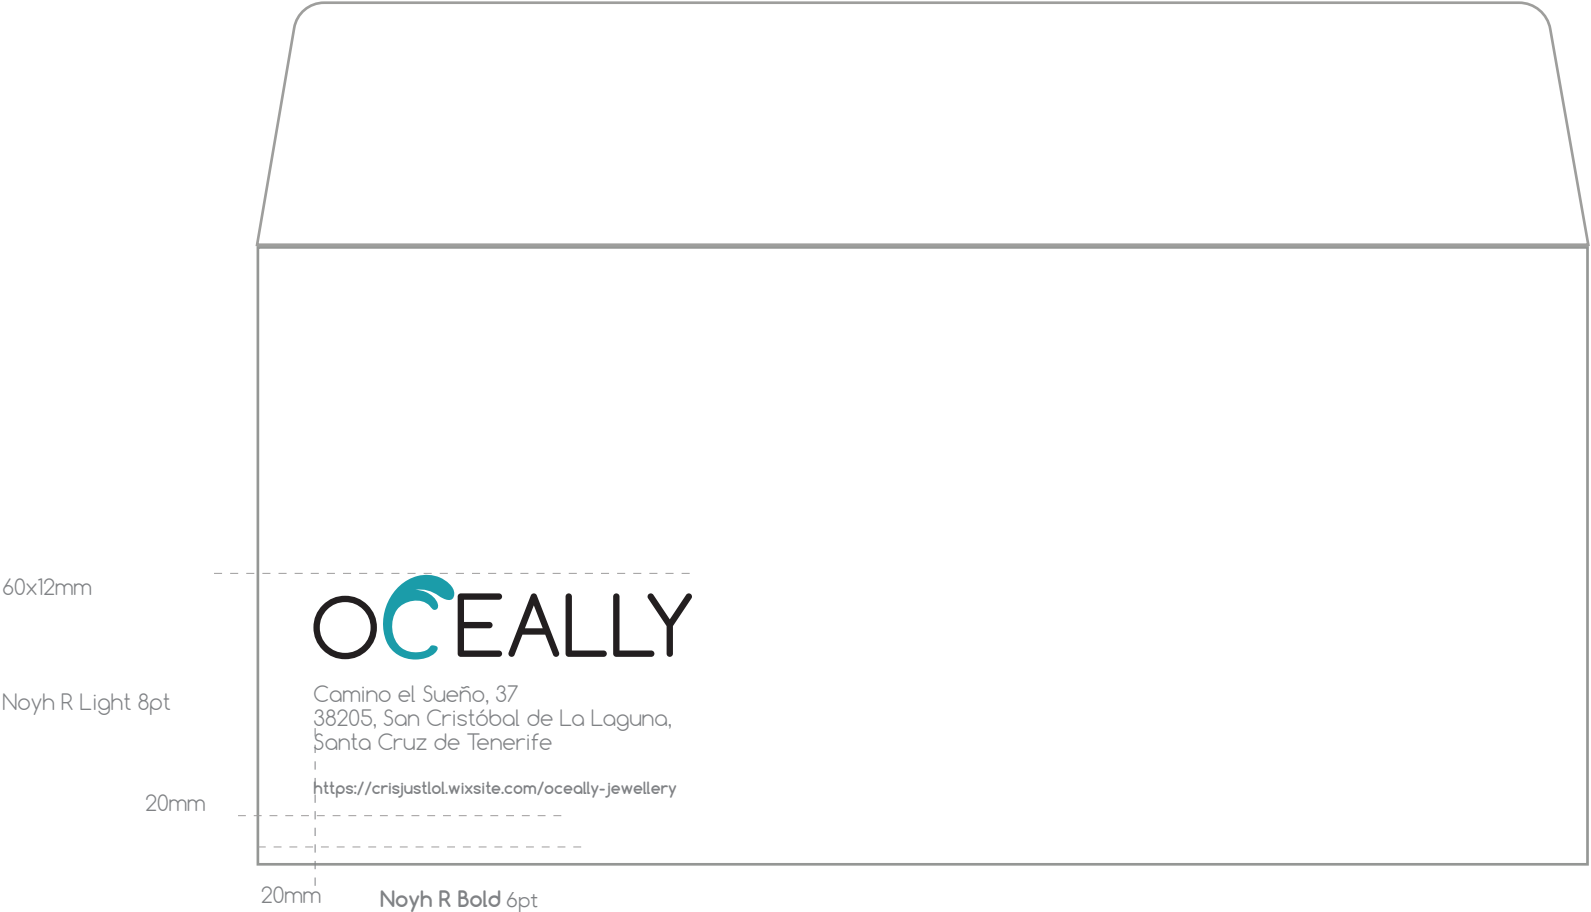 60x12mm
OCEALLY
Noyh R Light 8pt
Camino el Sueño, 37
38205, San Cristóbal de La Laguna,
Santa Cruz de Tenerife
https://crisjustlol.wixsite.com/oceally-jewellery
20mm
20mm
Noyh R Bold 6pt